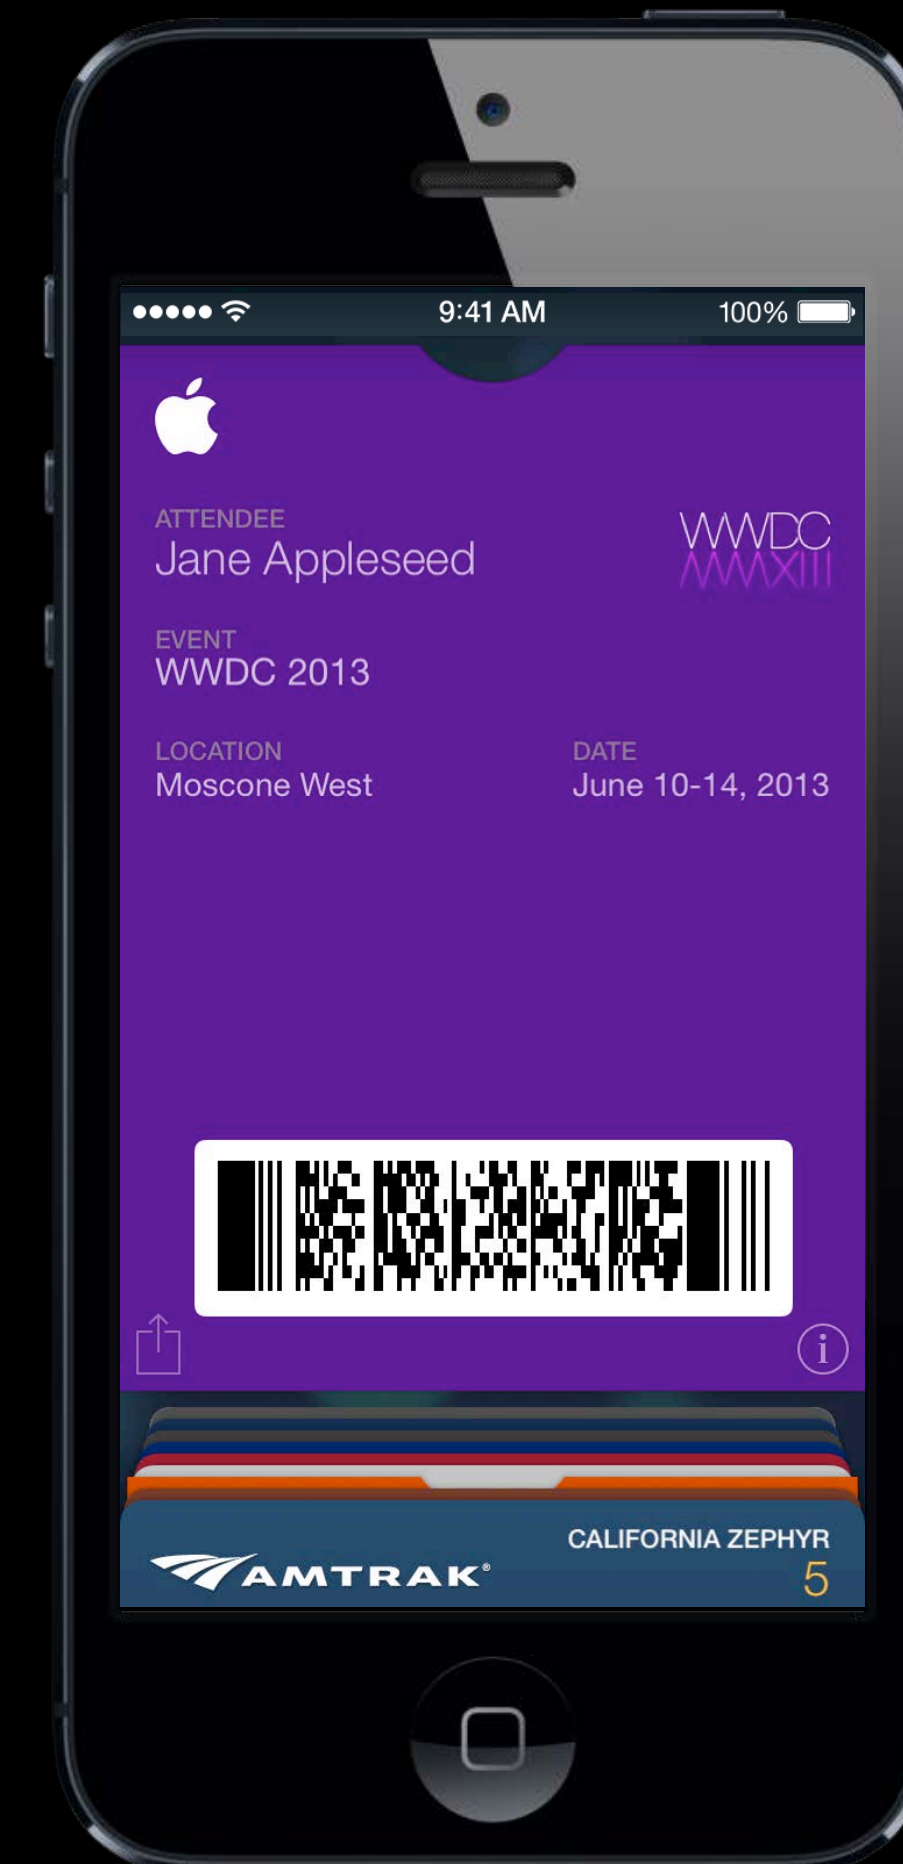 9:41 AM 100%
ATTENDEE
Jane Appleseed
WWDC
MMXIII
EVENT
WWDC 2013
LOCATION DATE
Moscone West June 10-14, 2013
i
CALIFORNIA ZEPHYR
AMTRAK® 5